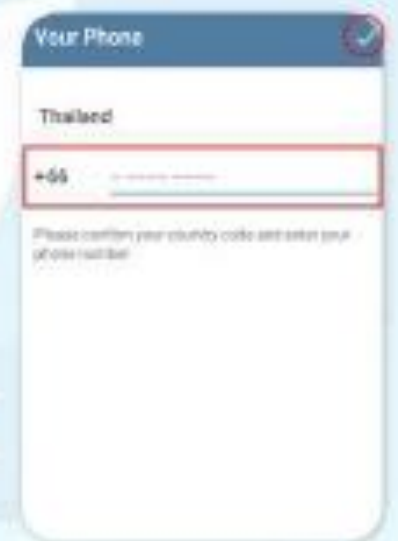 Your Phone
Thailand
+66
Please confirm your country code and enter your
phone number